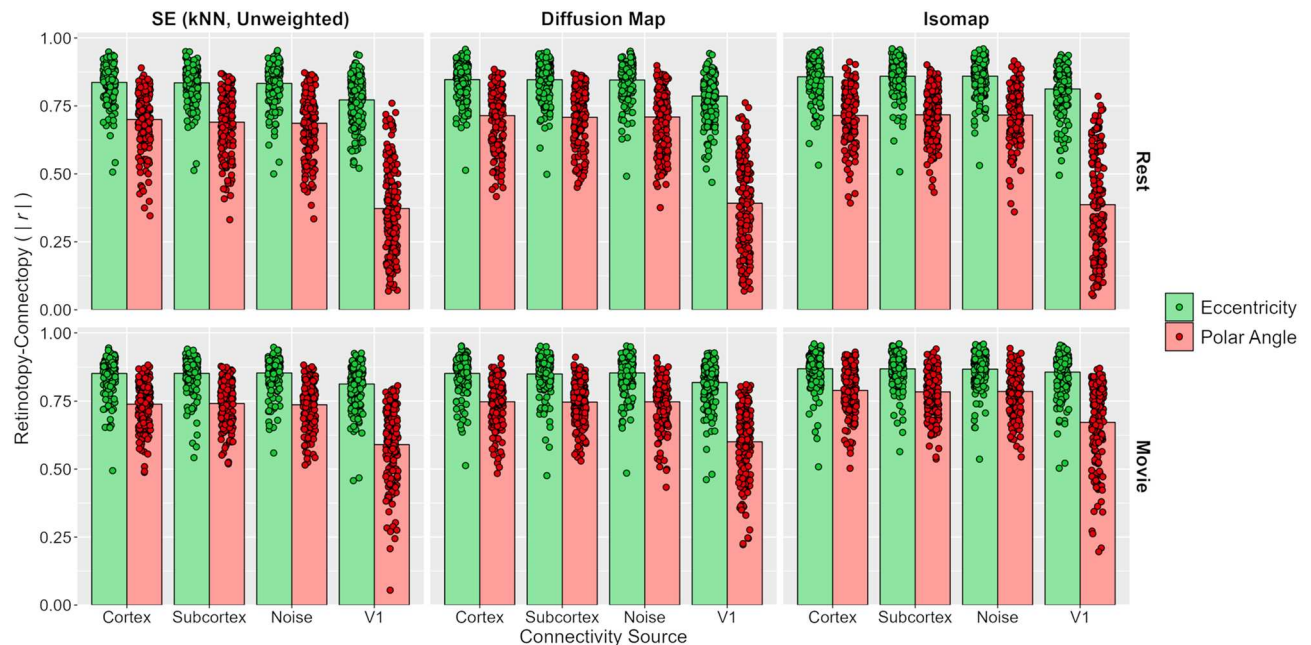 SE (kNN, Unweighted) Diffusion Map Isomap
1.00
0.75
0.50
0.25
0.00
Rest
1.00
0.75
0.50
0.25
0.00
Movie
Retinotopy-Cy-Connectopy ( | r | )
Eccentricity
Polar Angle
Cortex Subcortex Noise V1 Cortex Subcortex Noise V1 Cortex Subcortex Noise V1
Connectivity Source